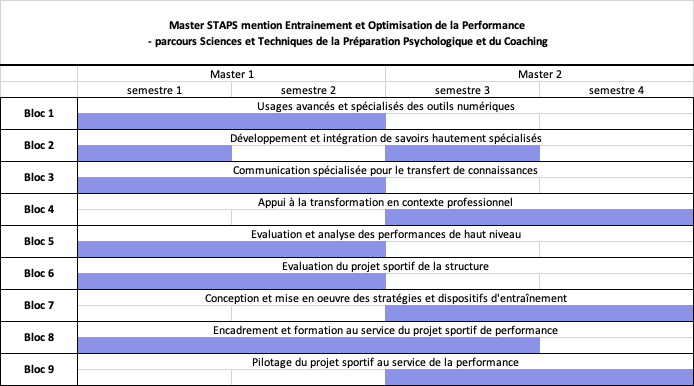 Master STAPS mention Entrainement et Optimisation de la Performance
- parcours Sciences et Techniques de la Préparation Psychologique et du Coaching
Master 1 Master 2
semestre 1 semestre 2 semestre 3 semestre 4
Bloc 1 Usages avancés et spécialisés des outils numériques
Bloc 2 Développement et intégration de savoirs hautement spécialisés
Bloc 3 Communication spécialisée pour le transfert de connaissances
Bloc 4 Appui à la transformation en contexte professionnel
Bloc 5 Evaluation et analyse des performances de haut niveau
Bloc 6 Evaluation du projet sportif de la structure
Bloc 7 Conception et mise en oeuvre des stratégies et dispositifs d'entraînement
Bloc 8 Encadrement et formation au service du projet sportif de performance
Bloc 9 Pilotage du projet sportif au service de la performance